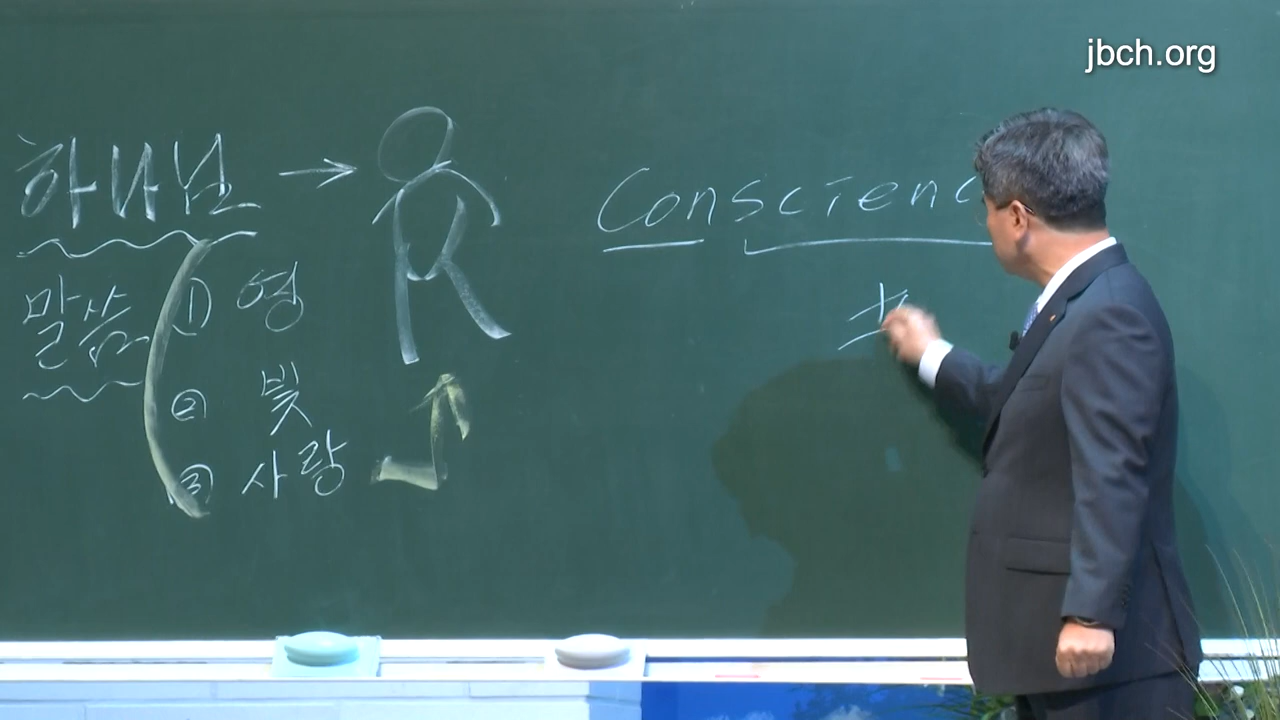 jbch.org
하나님 →
Conscienc
말씀
① 영
② 빛
③ 사랑